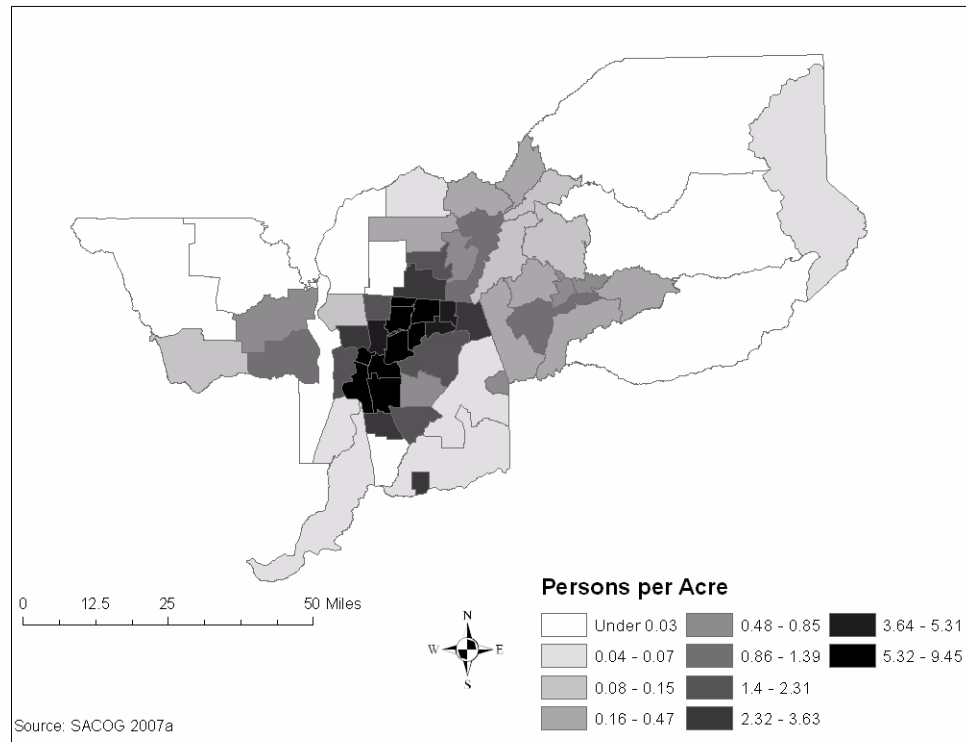 0 12.5 25 50 Miles
N
W E
S
Source: SACOG 2007a
Persons per Acre
Under 0.03
0.04 - 0.07
0.08 - 0.15
0.16 - 0.47
0.48 - 0.85
0.86 - 1.39
1.4 - 2.31
2.32 - 3.63
3.64 - 5.31
5.32 - 9.45